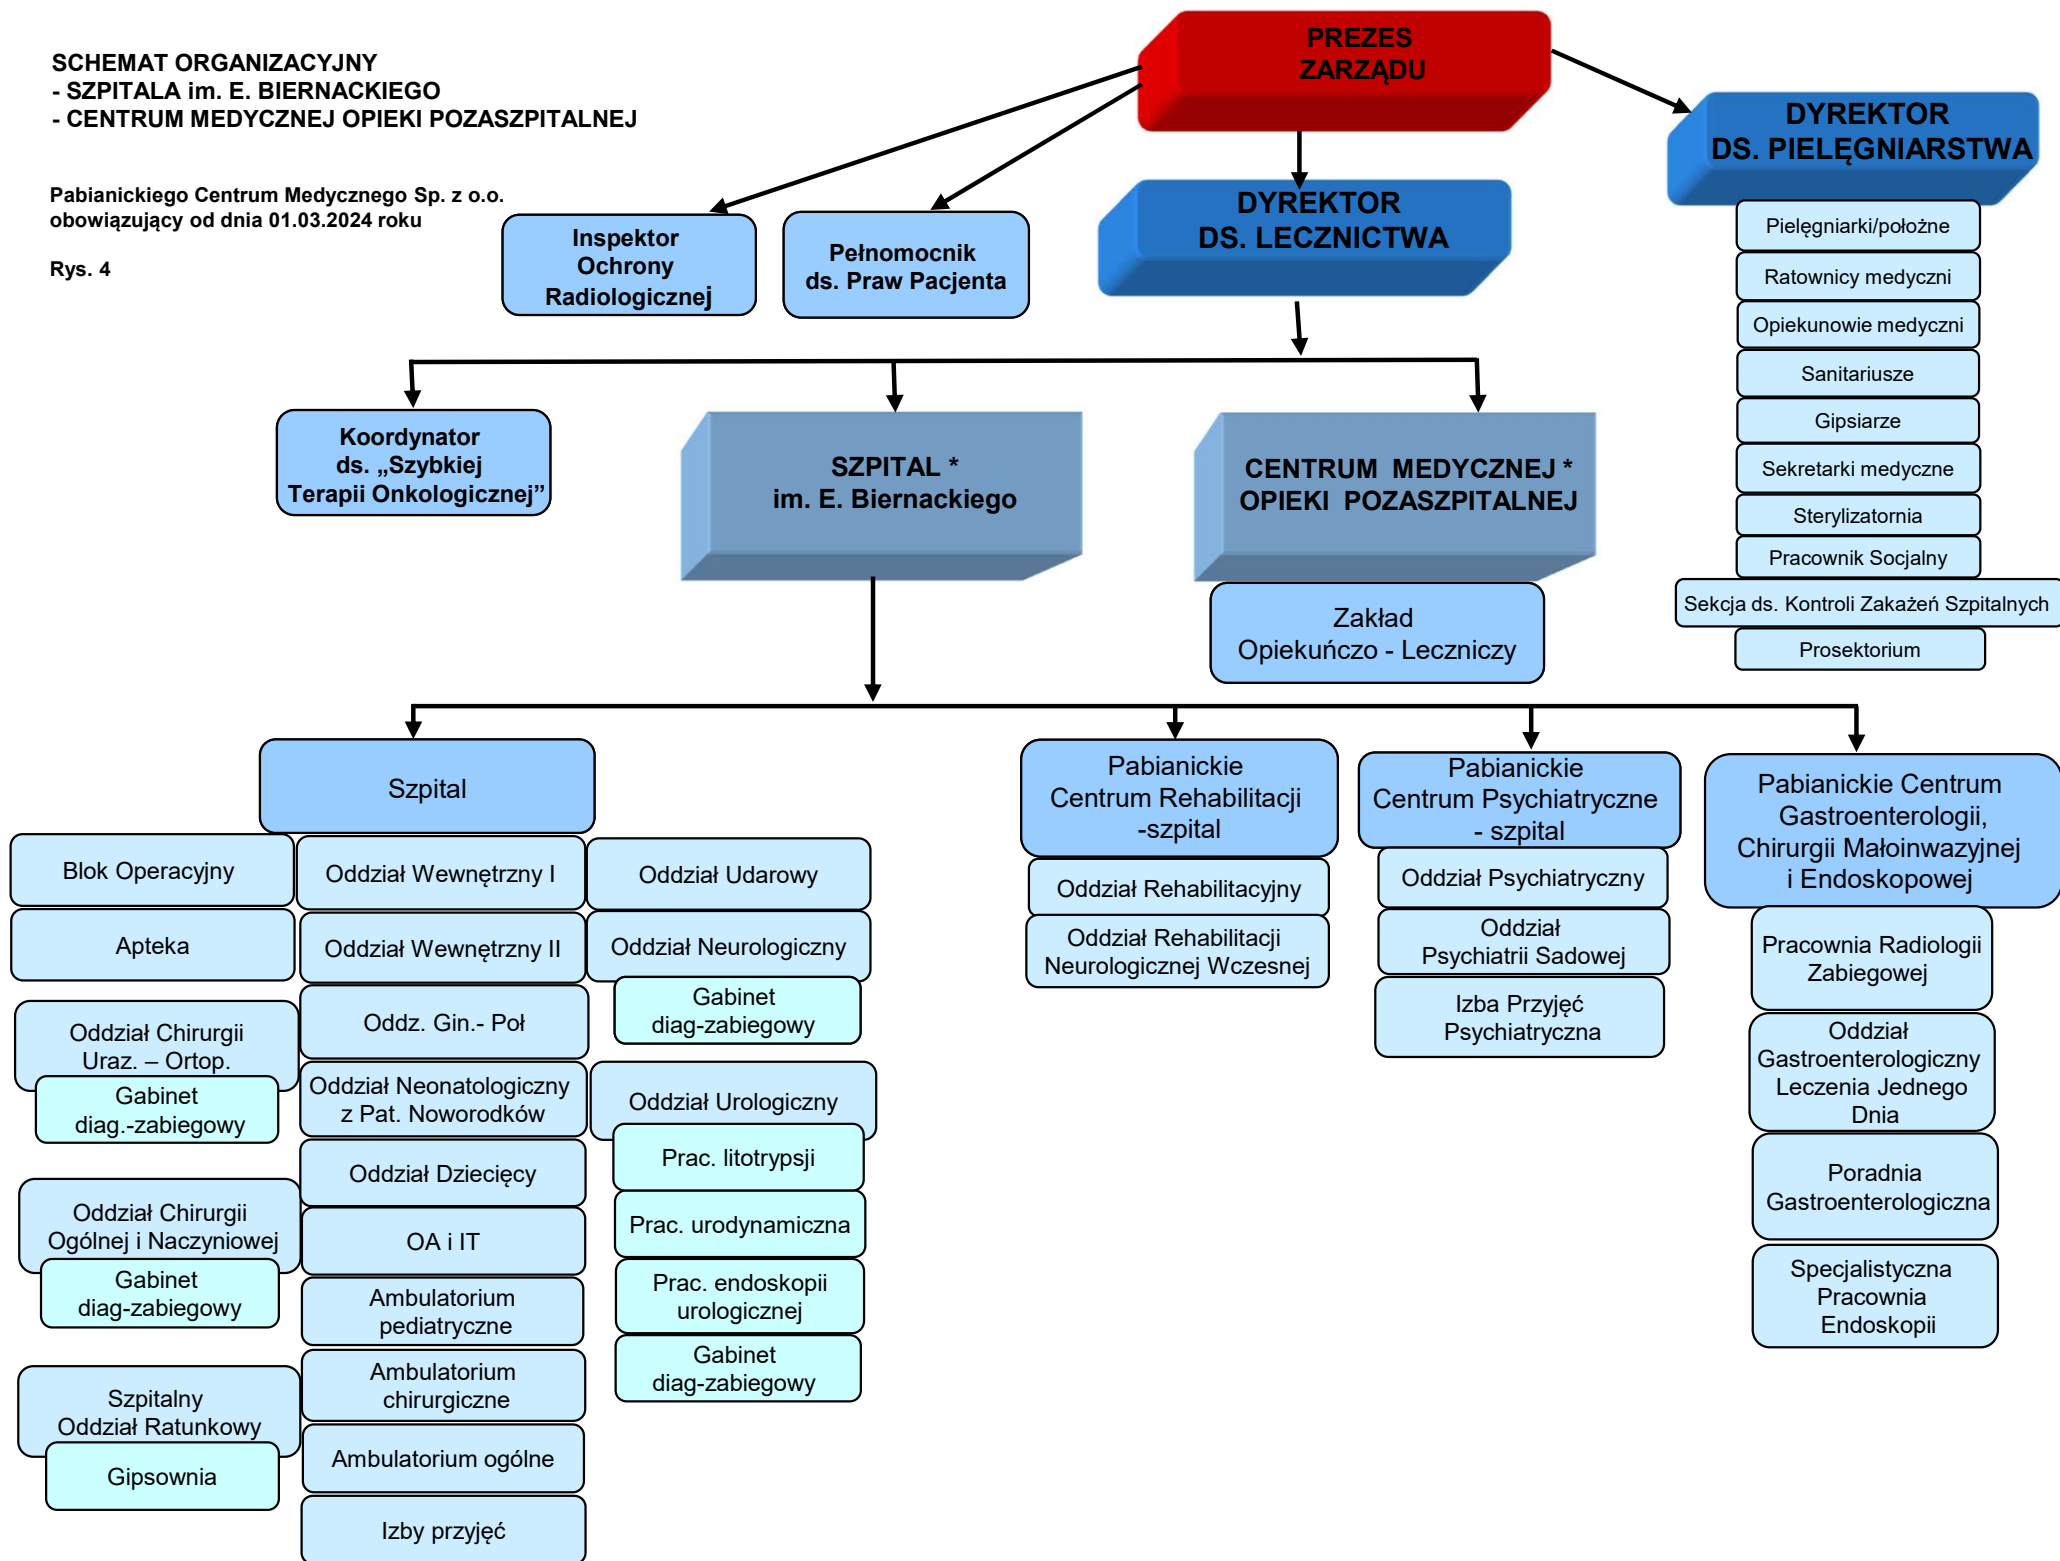 SCHEMAT ORGANIZACYJNY
- SZPITALA im. E. BIERNACKIEGO
- CENTRUM MEDYCZNEJ OPIEKI POZASZPITALNEJ
Pabianickiego Centrum Medycznego Sp. z o.o.
obowiązujący od dnia 01.03.2024 roku
Rys. 4
PREZES
ZARZĄDU
DYREKTOR
DS. PIELĘGNIARSTWA
Inspektor
Ochrony
Radiologicznej
Pełnomocnik
ds. Praw Pacjenta
DYREKTOR
DS. LECZNICTWA
Pielęgniarki/położne
Ratownicy medyczni
Opiekunowie medyczni
Sanitariusze
Gipsiarze
Sekretarki medyczne
Sterylizatornia
Pracownik Socjalny
Sekcja ds. Kontroli Zakażeń Szpitalnych
Prosektorium
Koordynator
ds. „Szybkiej
Terapii Onkologicznej”
SZPITAL *
im. E. Biernackiego
CENTRUM MEDYCZNEJ *
OPIEKI POZASZPITALNEJ
Zakład
Opiekuńczo - Leczniczy
Szpital
Blok Operacyjny
Apteka
Oddział Chirurgii
Uraz. – Ortop.
Gabinet
diag.-zabiegowy
Oddział Chirurgii
Ogólnej i Naczyniowej
Gabinet
diag-zabiegowy
Szpitalny
Oddział Ratunkowy
Gipsownia
Oddział Wewnętrzny I
Oddział Wewnętrzny II
Oddz. Gin.- Poł
Oddział Neonatologiczny
z Pat. Noworodków
Oddział Dziecięcy
OA i IT
Ambulatorium
pediatryczne
Ambulatorium
chirurgiczne
Ambulatorium ogólne
Izby przyjęć
Oddział Udarowy
Oddział Neurologiczny
Gabinet
diag-zabiegowy
Oddział Urologiczny
Prac. litotrypsji
Prac. urodynamiczna
Prac. endoskopii
urologicznej
Gabinet
diag-zabiegowy
Pabianickie
Centrum Rehabilitacji
-szpital
Oddział Rehabilitacyjny
Oddział Rehabilitacji
Neurologicznej Wczesnej
Pabianickie
Centrum Psychiatryczne
- szpital
Oddział Psychiatryczny
Oddział
Psychiatrii Sadowej
Izba Przyjęć
Psychiatryczna
Pabianickie Centrum
Gastroenterologii,
Chirurgii Małoinwazyjnej
i Endoskopowej
Pracownia Radiologii
Zabiegowej
Oddział
Gastroenterologiczny
Leczenia Jednego
Dnia
Poradnia
Gastroenterologiczna
Specjalistyczna
Pracownia
Endoskopii